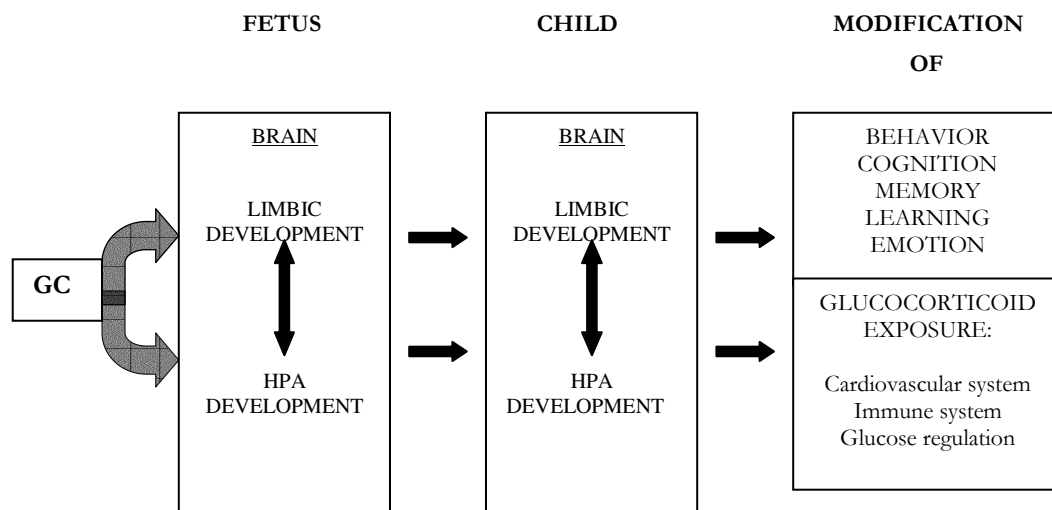 FETUS
CHILD
MODIFICATION
OF
GC
BRAIN
LIMBIC
DEVELOPMENT
HPA
DEVELOPMENT
BRAIN
LIMBIC
DEVELOPMENT
HPA
DEVELOPMENT
BEHAVIOR
COGNITION
MEMORY
LEARNING
EMOTION
GLUCOCORTICOID
EXPOSURE:
Cardiovascular system
Immune system
Glucose regulation